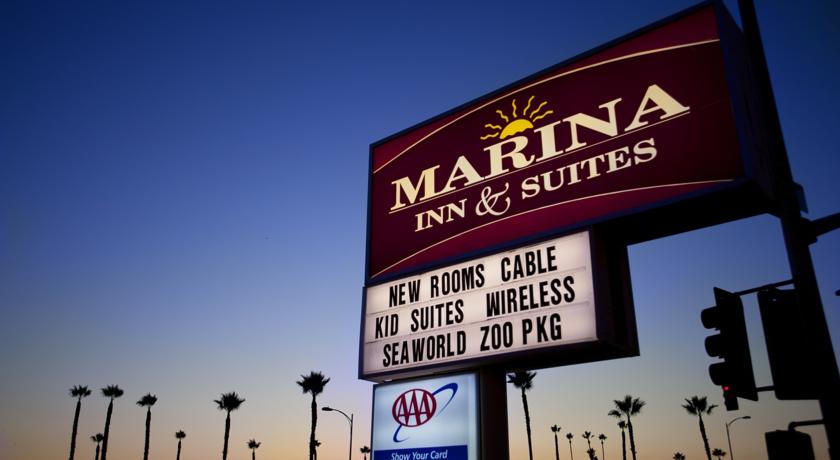 MARINA
INN & SUITES
NEW ROOMS CABLE
KID SUITES WIRELESS
SEAWORLD ZOO PKG
AAA
Show Your Card